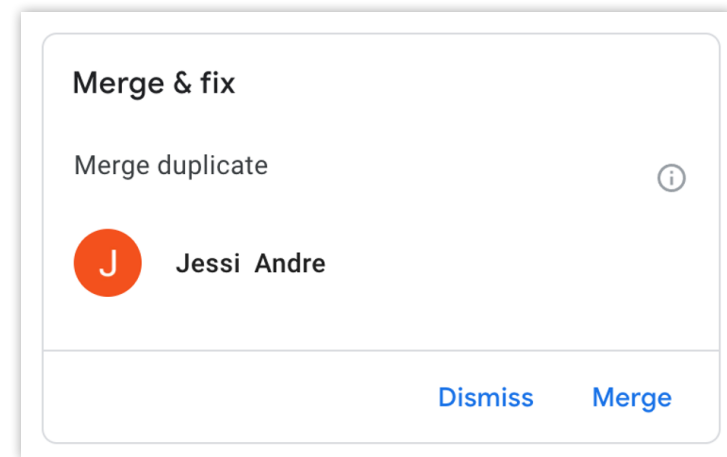 Merge & fix
Merge duplicate
J
Jessi  Andre
Dismiss Merge